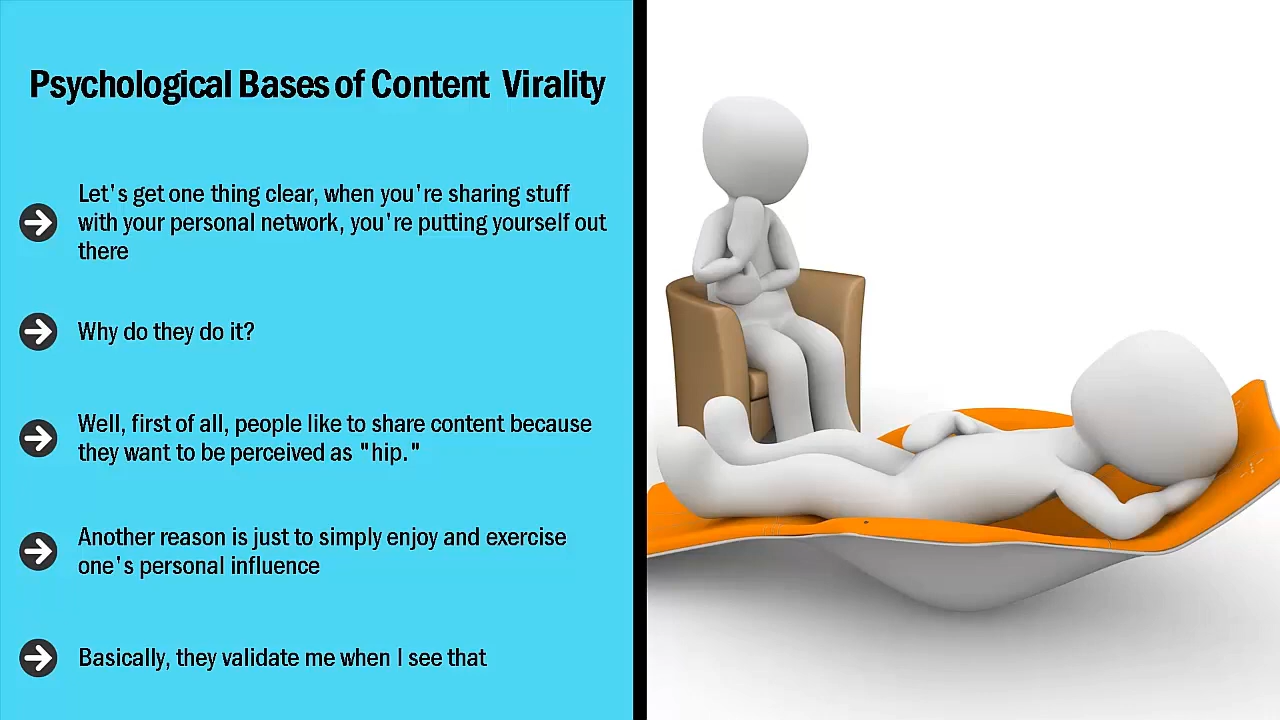 Psychological Bases of Content Virality
Let's get one thing clear, when you're sharing stuff
with your personal network, you're putting yourself out
there
Why do they do it?
Well, first of all, people like to share content because
they want to be perceived as "hip."
Another reason is just to simply enjoy and exercise
one's personal influence
Basically, they validate me when I see that